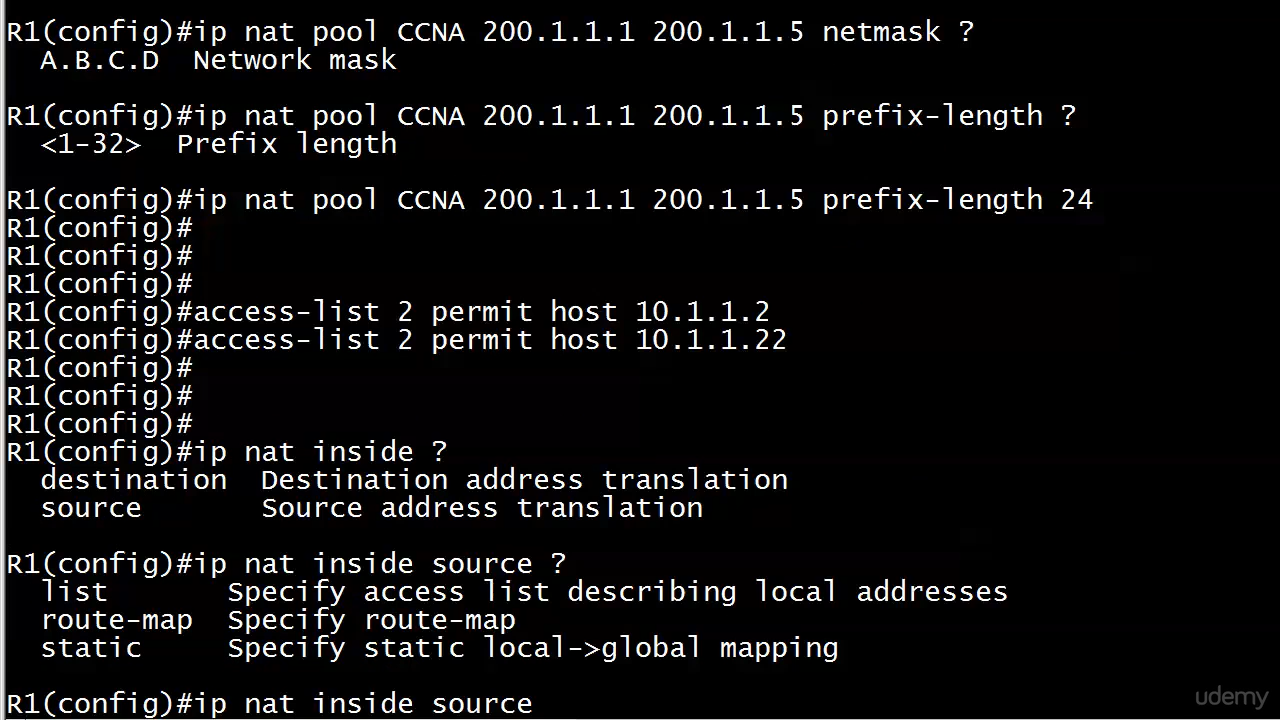 R1(config)#ip nat pool CCNA 200.1.1.1 200.1.1.5 netmask ?
A.B.C.D  Network mask
R1(config)#ip nat pool CCNA 200.1.1.1 200.1.1.5 prefix-length ?
<1-32>  Prefix length
R1(config)#ip nat pool CCNA 200.1.1.1 200.1.1.5 prefix-length 24
R1(config)#
R1(config)#
R1(config)#
R1(config)#access-list 2 permit host 10.1.1.2
R1(config)#access-list 2 permit host 10.1.1.22
R1(config)#
R1(config)#
R1(config)#
R1(config)#ip nat inside ?
destination  Destination address translation
source       Source address translation
R1(config)#ip nat inside source ?
list       Specify access list describing local addresses
route-map  Specify route-map
static     Specify static local->global mapping
R1(config)#ip nat inside source
udemy